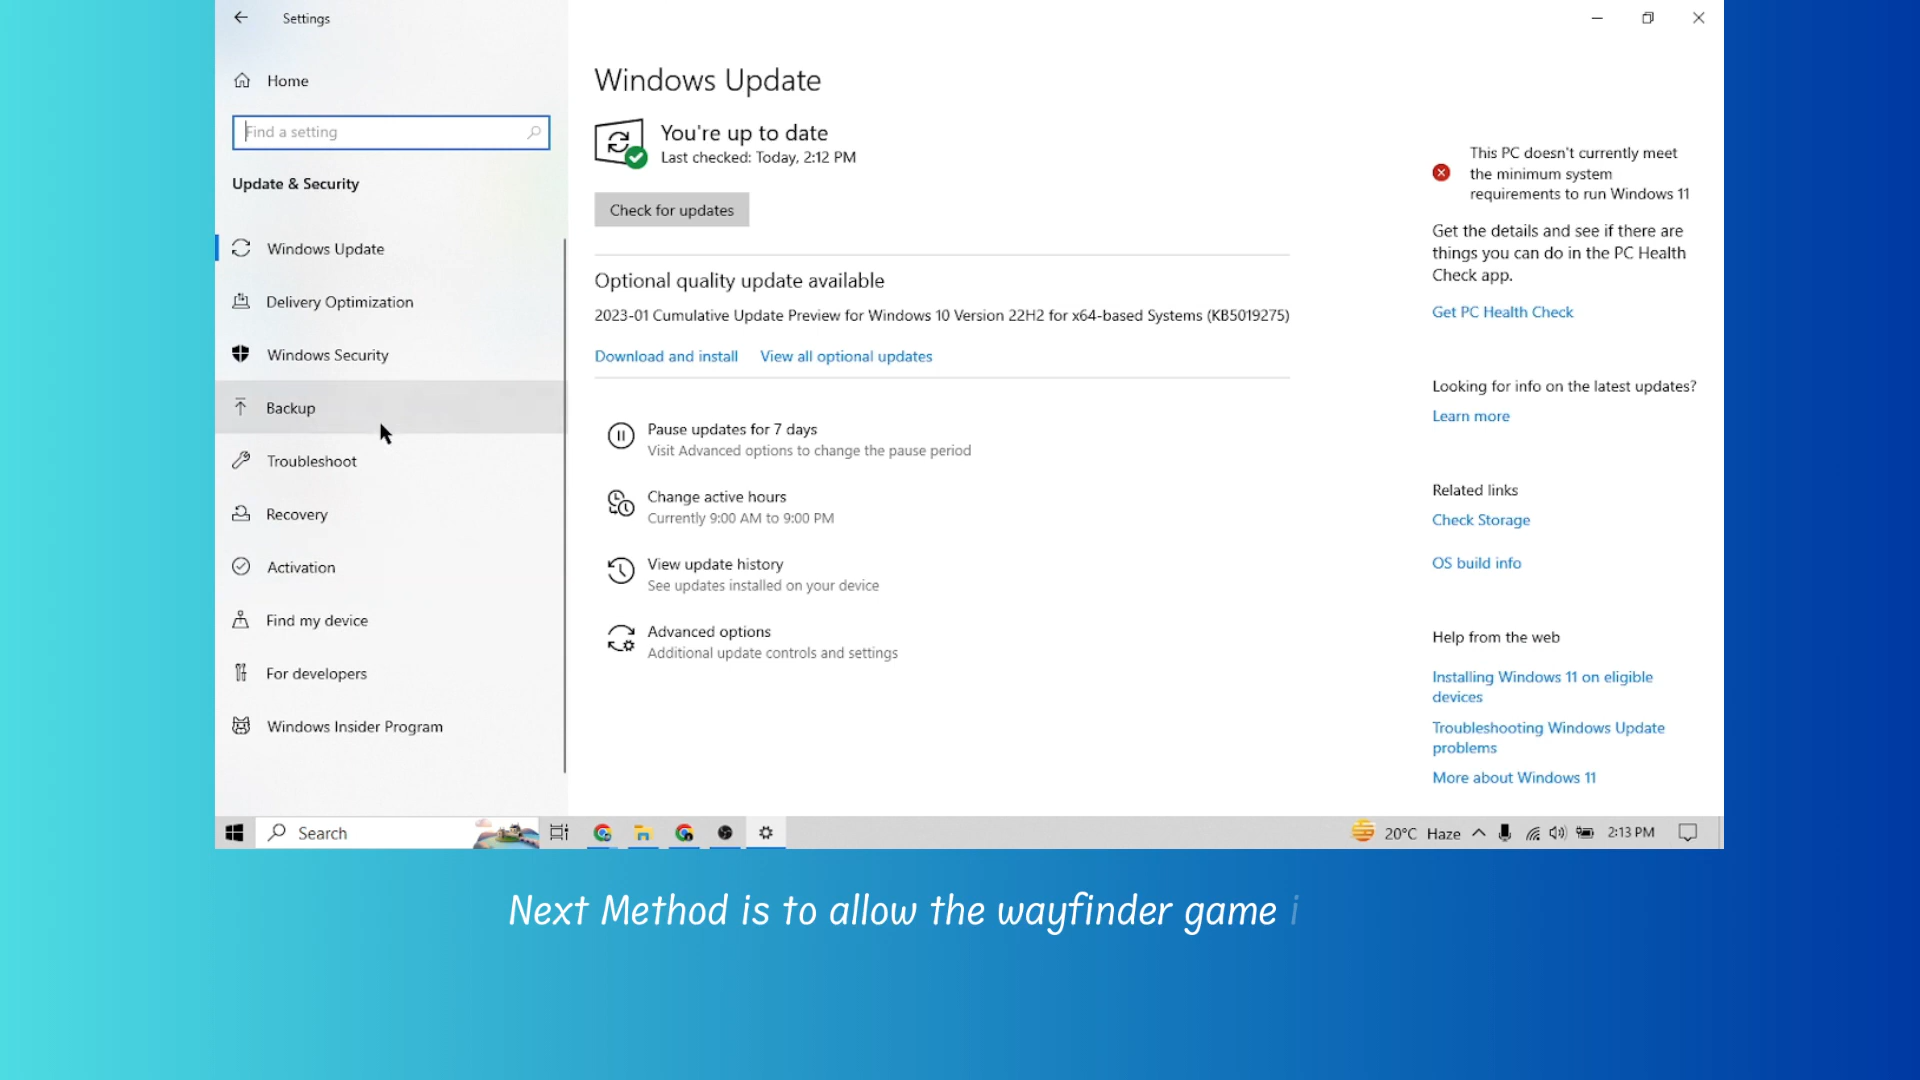 Settings
Home
Find a setting
Update & Security
Windows Update
Delivery Optimization
Windows Security
Backup
Troubleshoot
Recovery
Activation
Find my device
For developers
Windows Insider Program
Windows Update
You're up to date
Last checked: Today, 2:12 PM
Check for updates
Optional quality update available
2023-01 Cumulative Update Preview for Windows 10 Version 22H2 for x64-based Systems (KB5019275)
Download and install View all optional updates
Pause updates for 7 days
Visit Advanced options to change the pause period
Change active hours
Currently 9:00 AM to 9:00 PM
View update history
See updates installed on your device
Advanced options
Additional update controls and settings
This PC doesn't currently meet
the minimum system
requirements to run Windows 11
Get the details and see if there are
things you can do in the PC Health
Check app.
Get PC Health Check
Looking for info on the latest updates?
Learn more
Related links
Check Storage
OS build info
Help from the web
Installing Windows 11 on eligible
devices
Troubleshooting Windows Update
problems
More about Windows 11
Search
20°C Haze 2:13 PM
Next Method is to allow the wayfinder game i